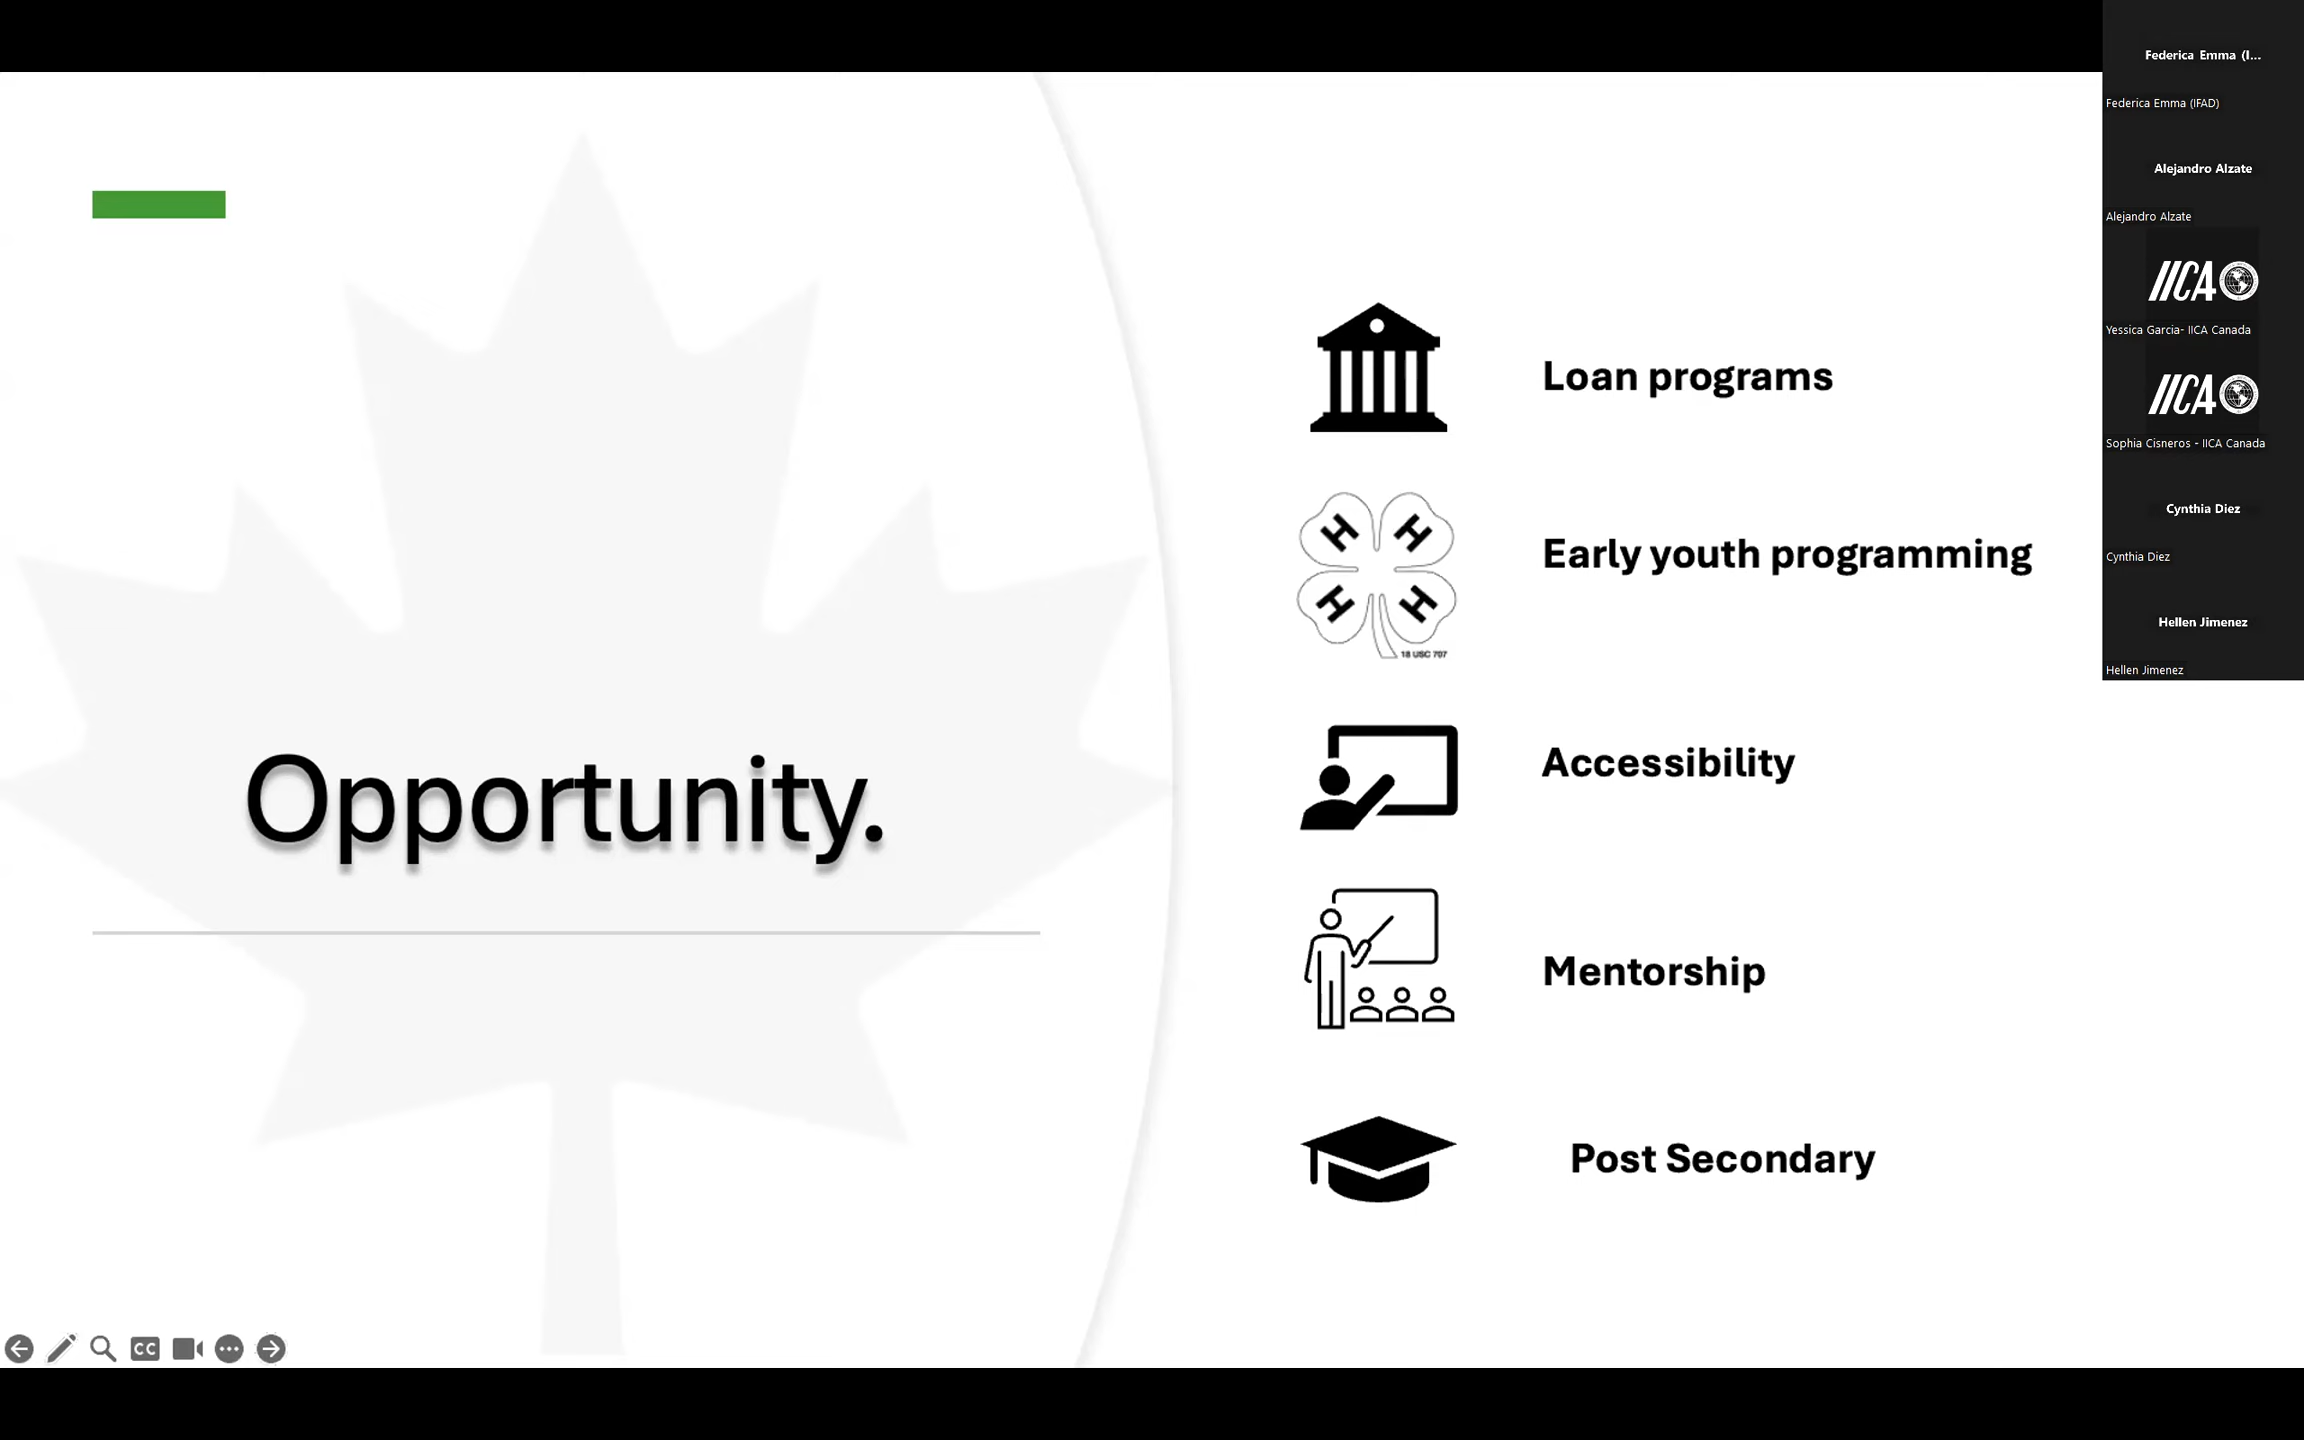 Opportunity.
Loan programs
H H
H H
18 USC 707
Early youth programming
Accessibility
Mentorship
Post Secondary
CC
Federica Emma (I...
Federica Emma (IFAD)
Alejandro Alzate
Alejandro Alzate
IICA
Yessica Garcia- IICA Canada
IICA
Sophia Cisneros - IICA Canada
Cynthia Diez
Cynthia Diez
Hellen Jimenez
Hellen Jimenez